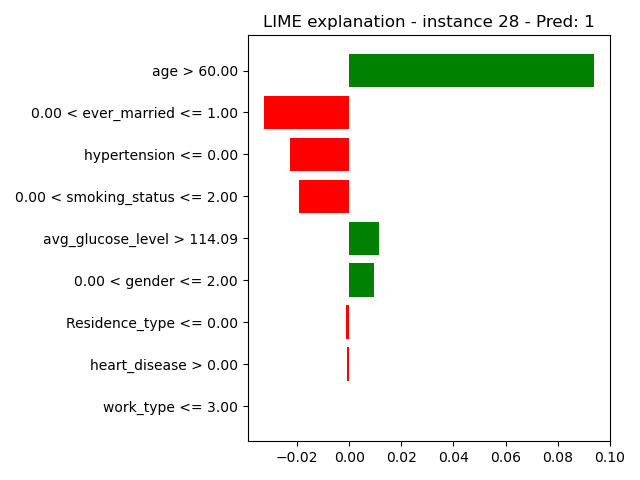 LIME explanation - instance 28 - Pred: 1
age > 60.00
0.00 < ever_married <= 1.00
hypertension <= 0.00
0.00 < smoking_status <= 2.00
avg_glucose_level > 114.09
0.00 < gender <= 2.00
Residence_type <= 0.00
heart_disease > 0.00
work_type <= 3.00
−0.02 0.00 0.02 0.04 0.06 0.08 0.10